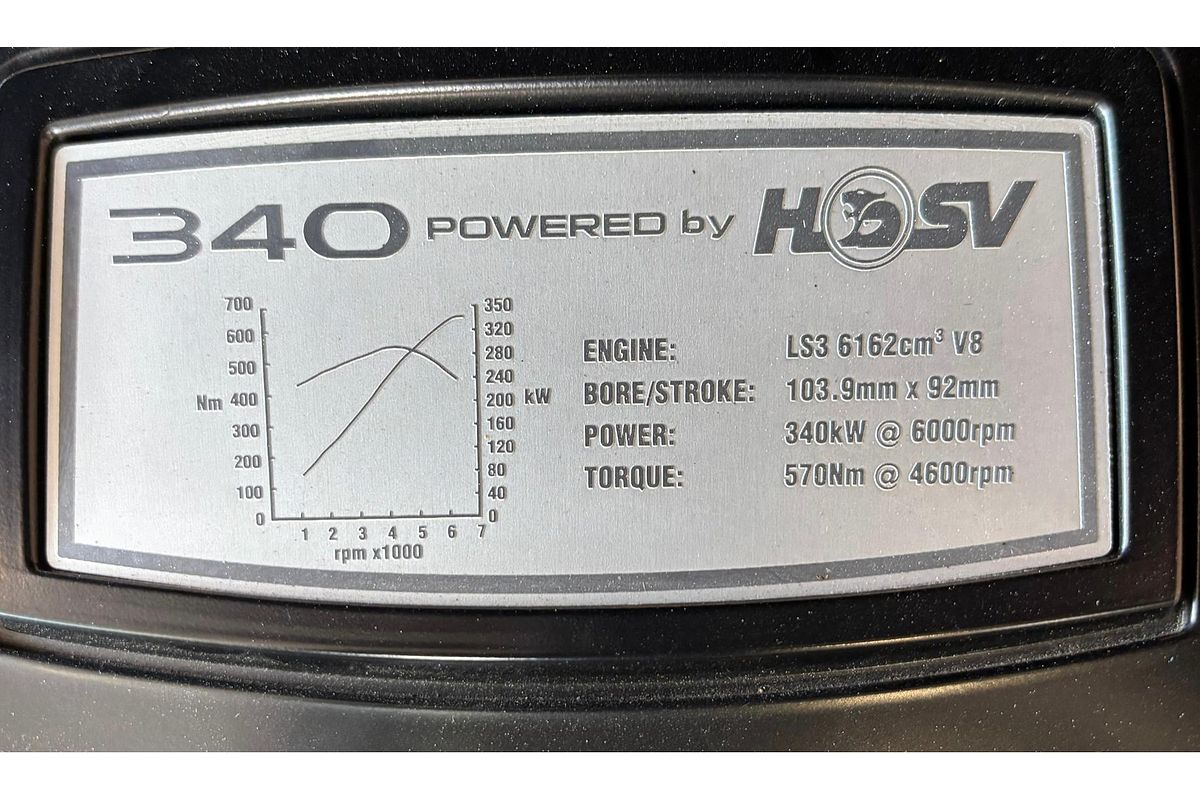 340 POWERED by HSV
700
600
500
Nm 400
300
200
100
0
350
320
280
240
200 kW
160
120
80
40
0
1 2 3 4 5 6 7
rpm x1000
ENGINE: LS3 6162cm³ V8
BORE/STROKE: 103.9mm x 92mm
POWER: 340kW @ 6000rpm
TORQUE: 570Nm @ 4600rpm